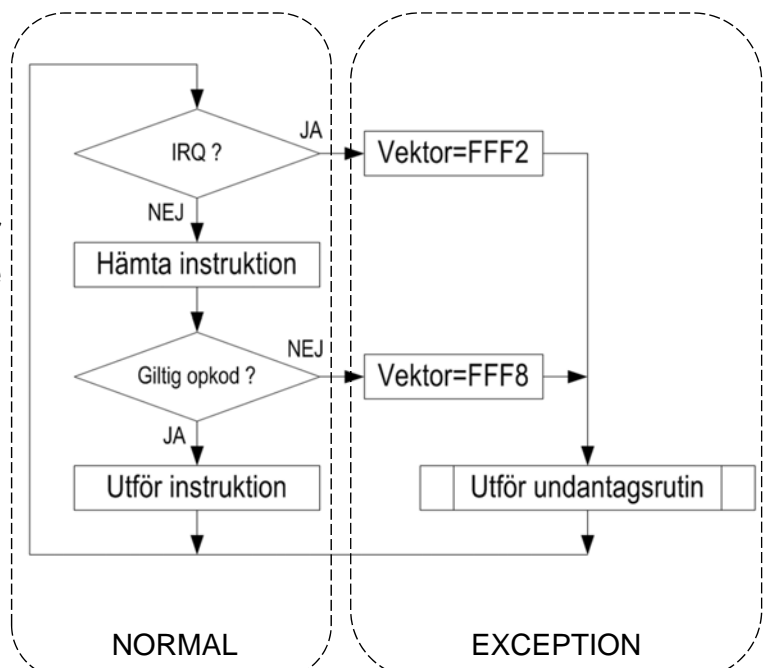 IRQ ?
JA
Vektor=FFF2
NEJ
Hämta instruktion
Giltig opkod ?
NEJ
Vektor=FFF8
JA
Utför instruktion
Utför undantagsrutin
NORMAL
EXCEPTION